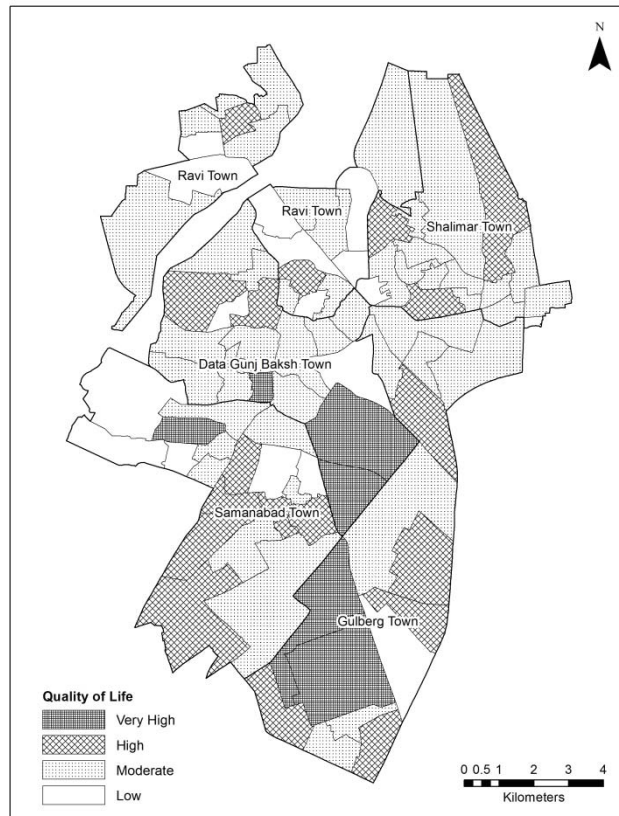 N
Ravi Town
Ravi Town
Shalimar Town
Data Gunj Baksh Town
Samanabad Town
Gulberg Town
Quality of Life
Very High
High
Moderate
Low
0 0.5 1 2 3 4
Kilometers